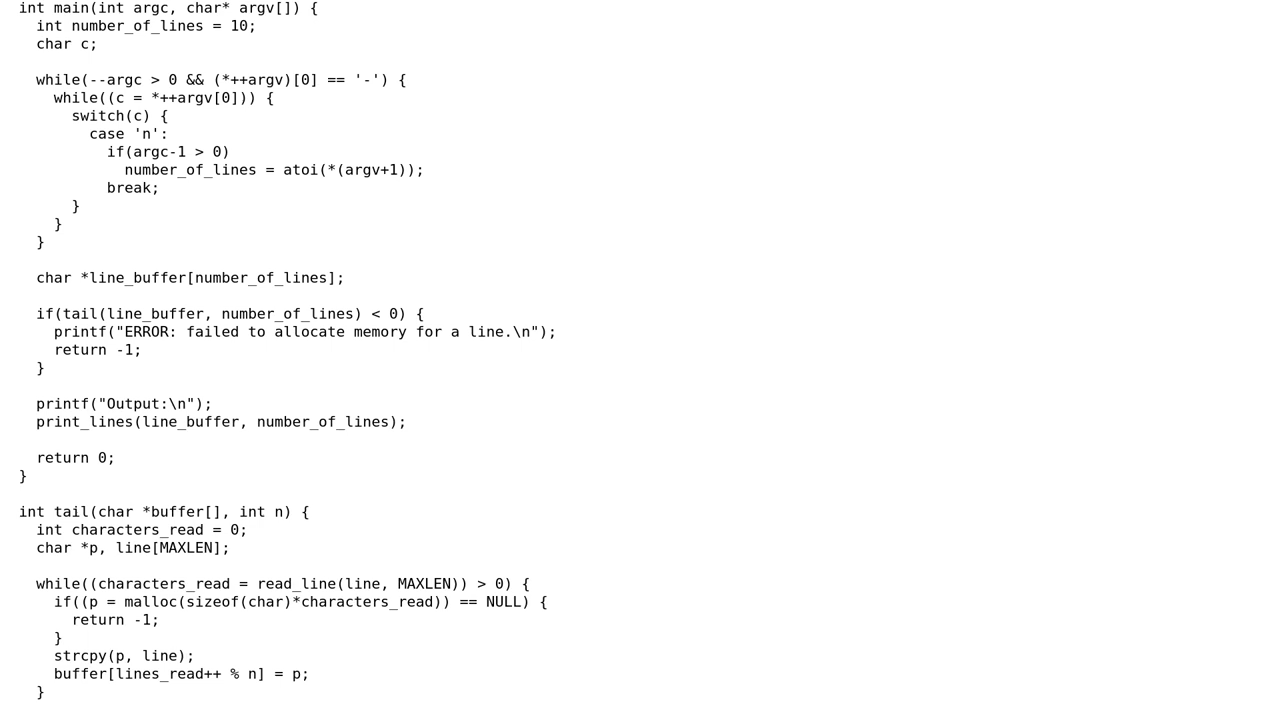 int main(int argc, char* argv[]) {
  int number_of_lines = 10;
  char c;

  while(--argc > 0 && (*++argv)[0] == '-') {
    while((c = *++argv[0])) {
      switch(c) {
        case 'n':
          if(argc-1 > 0)
            number_of_lines = atoi(*(argv+1));
          break;
      }
    }
  }

  char *line_buffer[number_of_lines];

  if(tail(line_buffer, number_of_lines) < 0) {
    printf("ERROR: failed to allocate memory for a line.\n");
    return -1;
  }

  printf("Output:\n");
  print_lines(line_buffer, number_of_lines);

  return 0;
}

int tail(char *buffer[], int n) {
  int characters_read = 0;
  char *p, line[MAXLEN];

  while((characters_read = read_line(line, MAXLEN)) > 0) {
    if((p = malloc(sizeof(char)*characters_read)) == NULL) {
      return -1;
    }
    strcpy(p, line);
    buffer[lines_read++ % n] = p;
  }